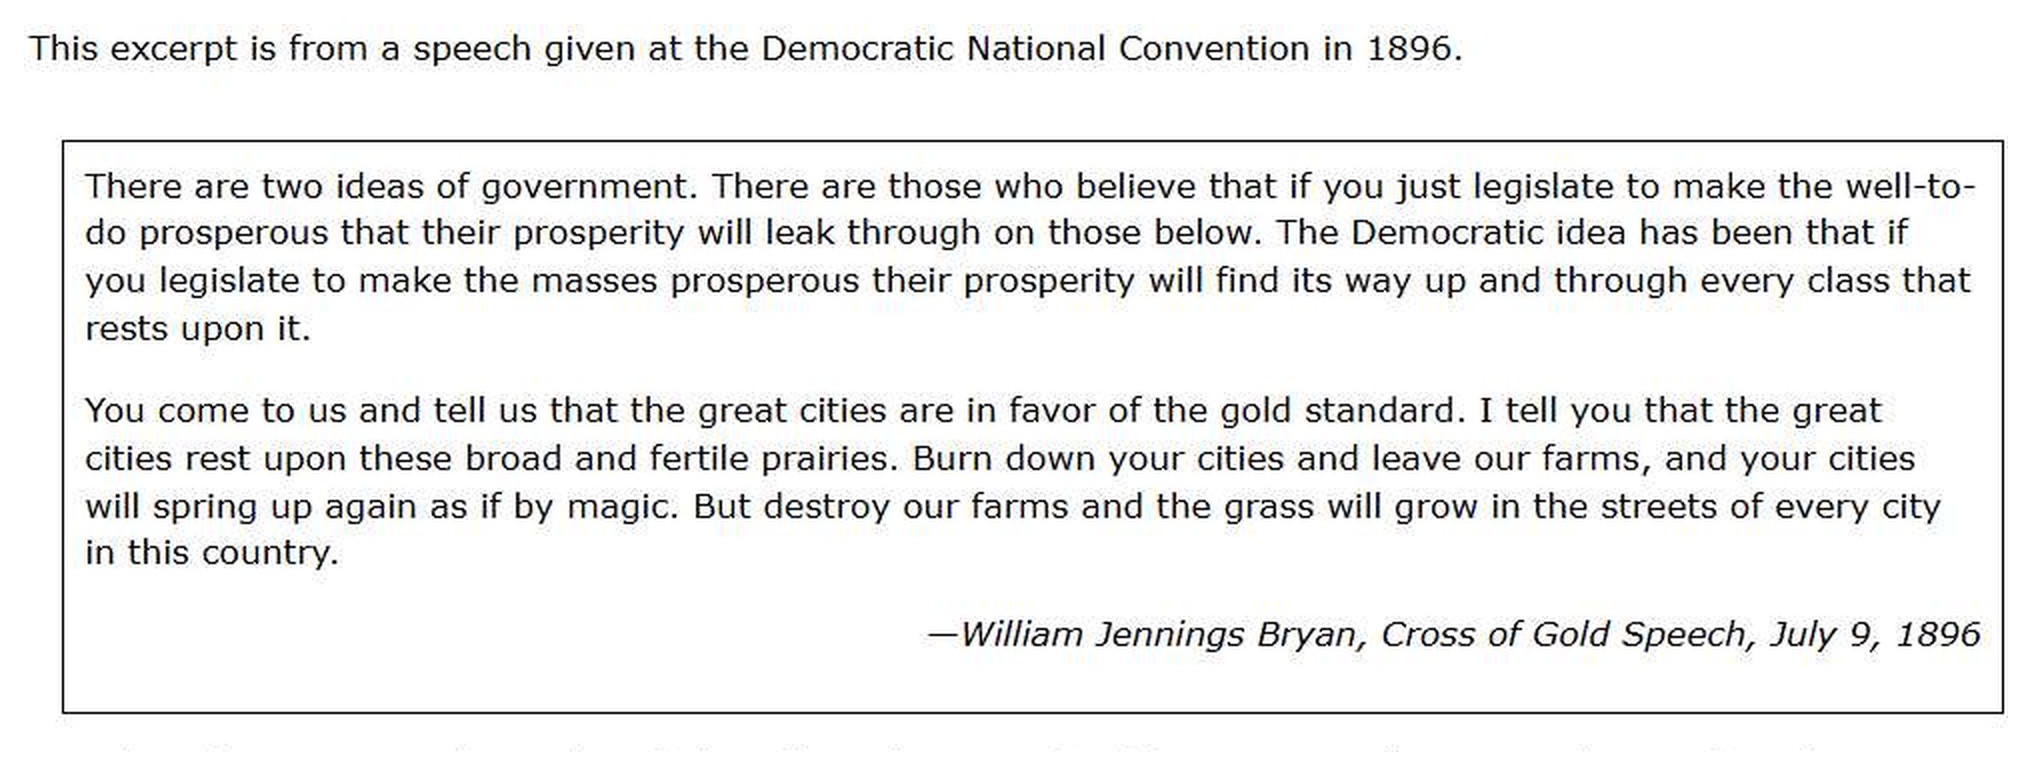 This excerpt is from a speech given at the Democratic National Convention in 1896.
There are two ideas of government. There are those who believe that if you just legislate to make the well-to-
do prosperous that their prosperity will leak through on those below. The Democratic idea has been that if
you legislate to make the masses prosperous their prosperity will find its way up and through every class that
rests upon it.
You come to us and tell us that the great cities are in favor of the gold standard. I tell you that the great
cities rest upon these broad and fertile prairies. Burn down your cities and leave our farms, and your cities
will spring up again as if by magic. But destroy our farms and the grass will grow in the streets of every city
in this country.
—William Jennings Bryan, Cross of Gold Speech, July 9, 1896